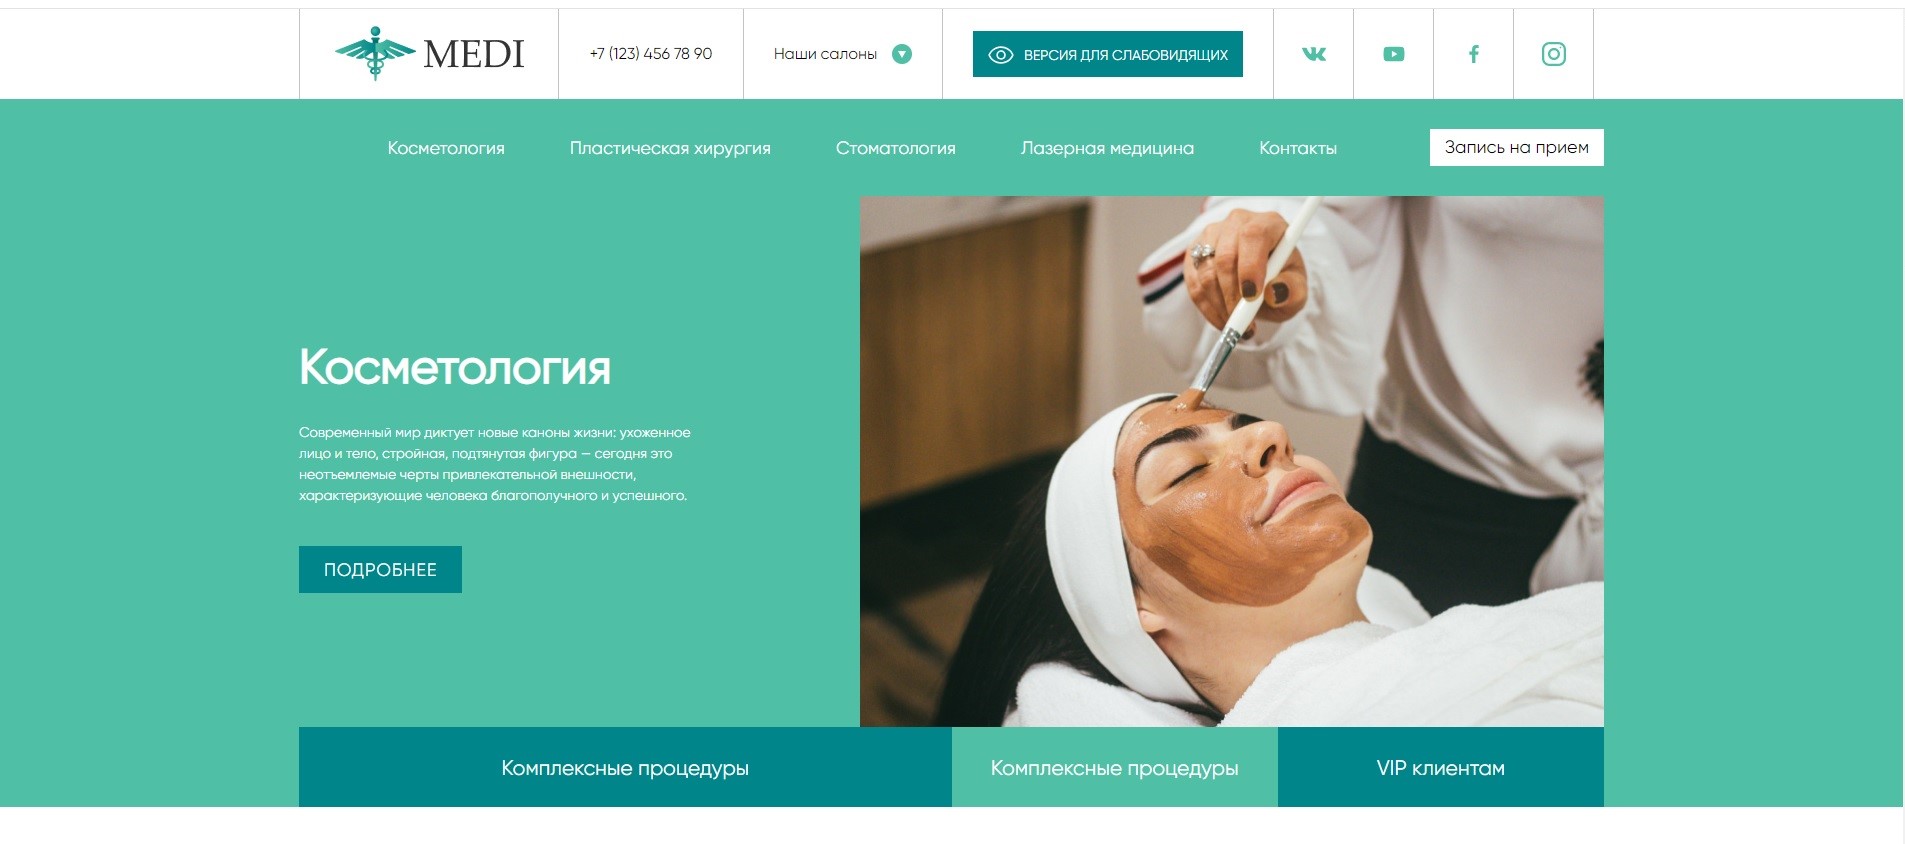 MEDI
+7 (123) 456 78 90
Наши салоны
ВЕРСИЯ ДЛЯ СЛАБОВИДЯЩИХ
Косметология
Пластическая хирургия
Стоматология
Лазерная медицина
Контакты
Запись на прием
Косметология
Современный мир диктует новые каноны жизни: ухоженное
лицо и тело, стройная, подтянутая фигура — сегодня это
неотъемлемые черты привлекательной внешности,
характеризующие человека благополучного и успешного.
ПОДРОБНЕЕ
Комплексные процедуры
Комплексные процедуры
VIP клиентам